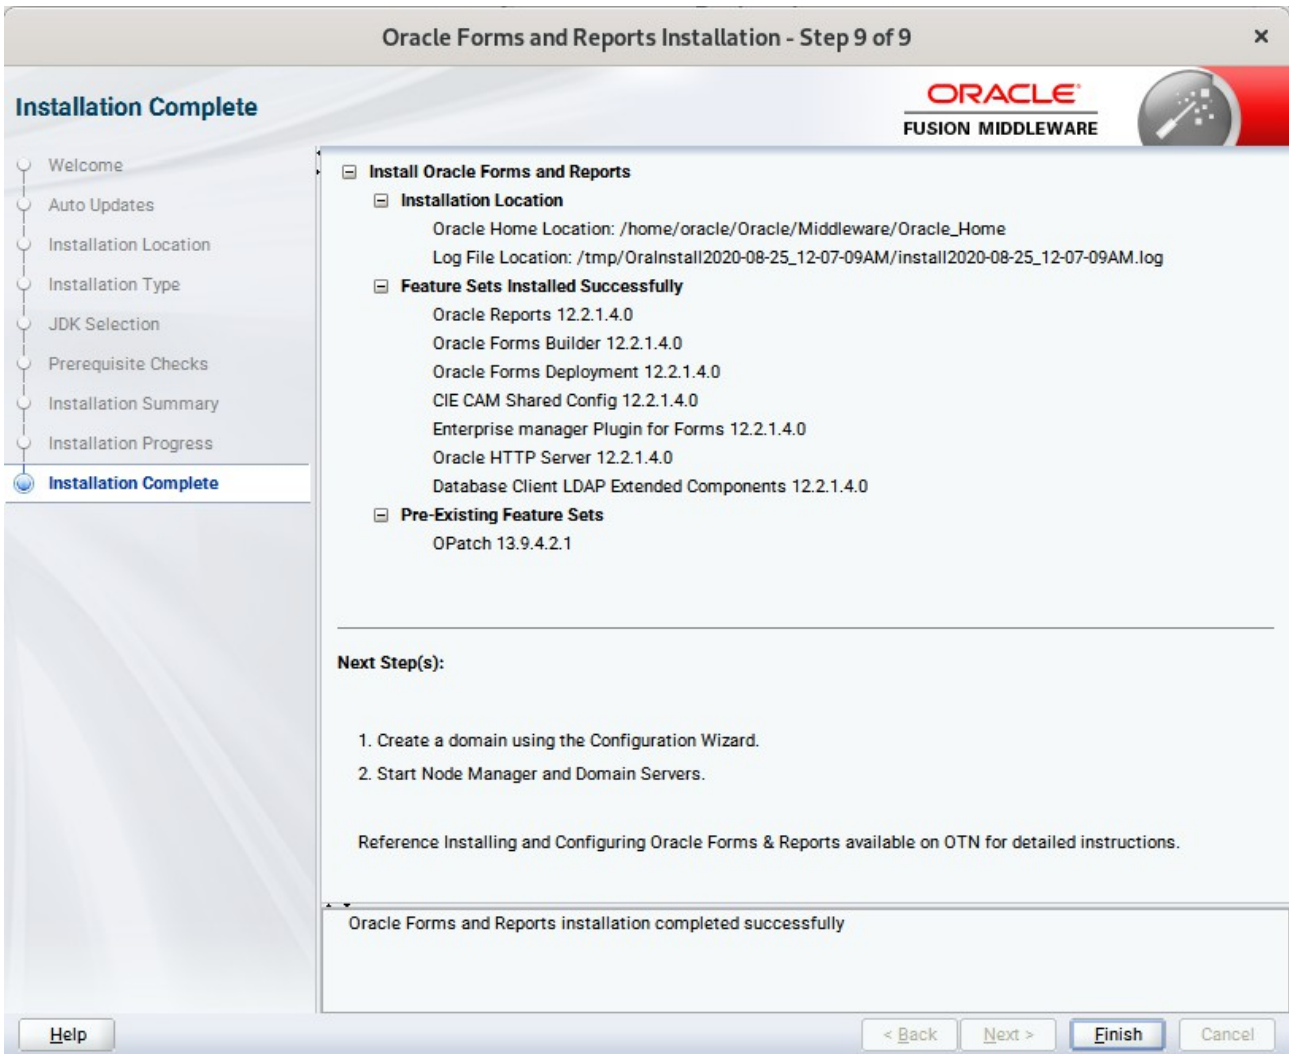 Oracle Forms and Reports Installation - Step 9 of 9
Installation Complete
ORACLE
FUSION MIDDLEWARE
Welcome
Auto Updates
Installation Location
Installation Type
JDK Selection
Prerequisite Checks
Installation Summary
Installation Progress
Installation Complete
Install Oracle Forms and Reports
Installation Location
Oracle Home Location: /home/oracle/Oracle/Middleware/Oracle_Home
Log File Location: /tmp/OraInstall2020-08-25_12-07-09AM/install2020-08-25_12-07-09AM.log
Feature Sets Installed Successfully
Oracle Reports 12.2.1.4.0
Oracle Forms Builder 12.2.1.4.0
Oracle Forms Deployment 12.2.1.4.0
CIE CAM Shared Config 12.2.1.4.0
Enterprise manager Plugin for Forms 12.2.1.4.0
Oracle HTTP Server 12.2.1.4.0
Database Client LDAP Extended Components 12.2.1.4.0
Pre-Existing Feature Sets
OPatch 13.9.4.2.1
Next Step(s):
1. Create a domain using the Configuration Wizard.
2. Start Node Manager and Domain Servers.
Reference Installing and Configuring Oracle Forms & Reports available on OTN for detailed instructions.
Oracle Forms and Reports installation completed successfully
Help
< Back
Next >
Finish
Cancel